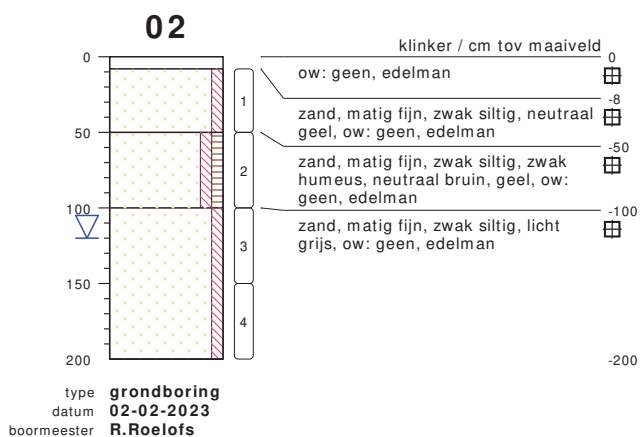 02
klinker / cm tov maaiveld
0
0
ow: geen, edelman
-8
1
zand, matig fijn, zwak siltig, neutraal
geel, ow: geen, edelman
50
-50
2
zand, matig fijn, zwak siltig, zwak
humeus, neutraal bruin, geel, ow:
geen, edelman
100
-100
3
zand, matig fijn, zwak siltig, licht
grijs, ow: geen, edelman
150
4
200
-200
type grondboring
datum 02-02-2023
boormeester R.Roelofs